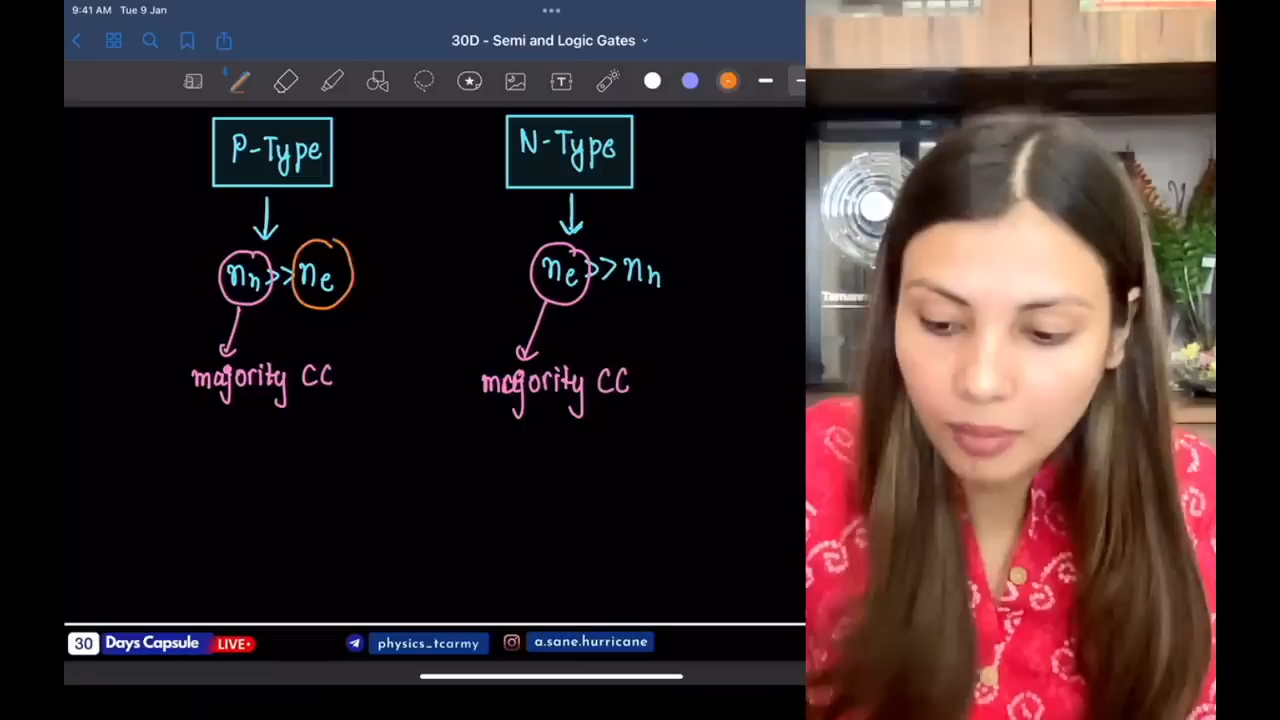 9:41 AM Tue 9 Jan
30D - Semi and Logic Gates
T
P-Type N-Type
nh >> ne ne >> nh
majority CC majority CC
30 Days Capsule LIVE physics_tcarmy a.sane.hurricane